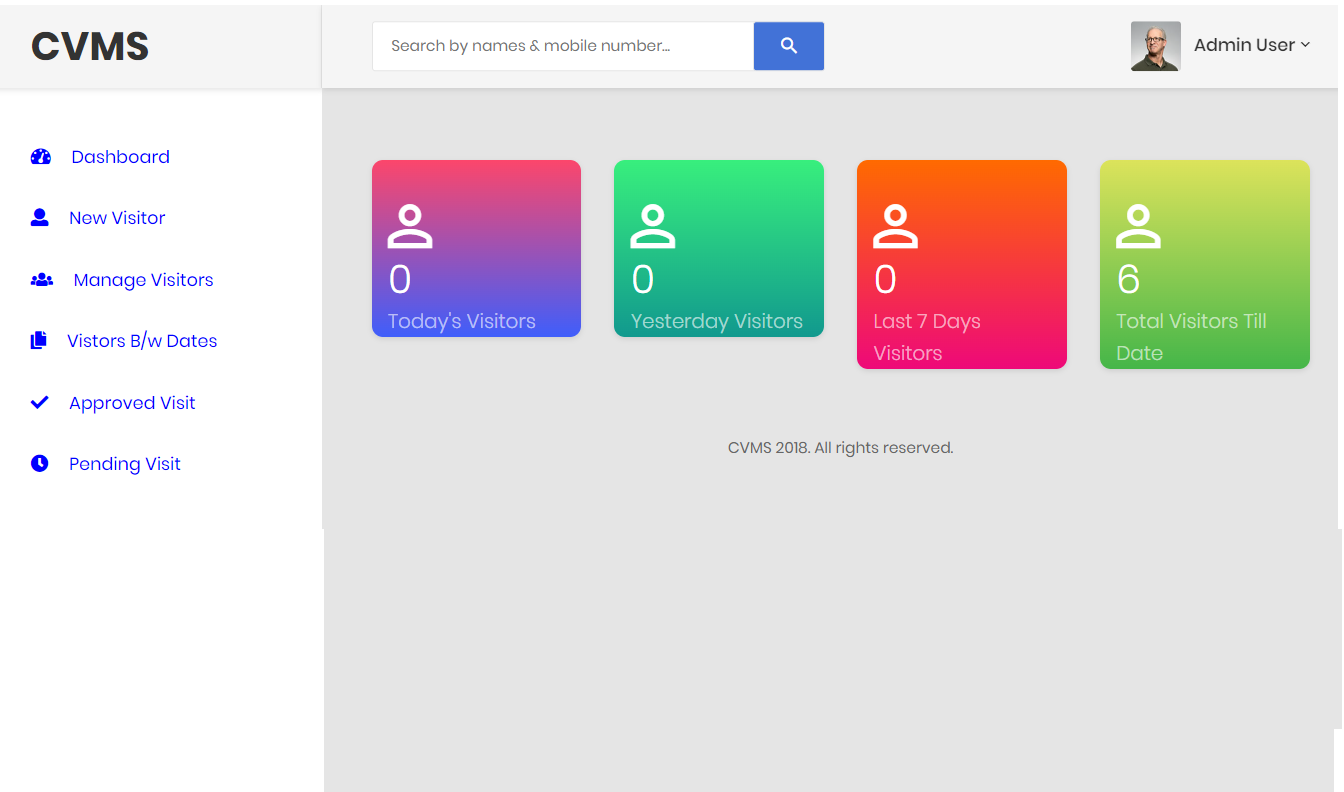 CVMS
Search by names & mobile number...
Admin User
Dashboard
New Visitor
Manage Visitors
Vistors B/w Dates
Approved Visit
Pending Visit
0
Today's Visitors
0
Yesterday Visitors
0
Last 7 Days
Visitors
6
Total Visitors Till
Date
CVMS 2018. All rights reserved.